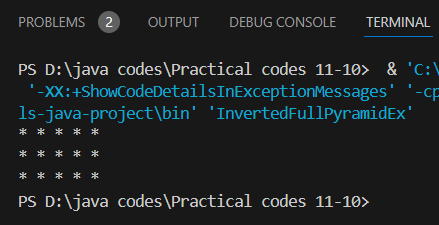 PROBLEMS 2 OUTPUT DEBUG CONSOLE TERMINAL
PS D:\java codes\Practical codes 11-10>  & 'C:\
 '-XX:+ShowCodeDetailsInExceptionMessages' '-cp
ls-java-project\bin' 'InvertedFullPyramidEx'
* * * * *
* * * * *
* * * * *
PS D:\java codes\Practical codes 11-10>